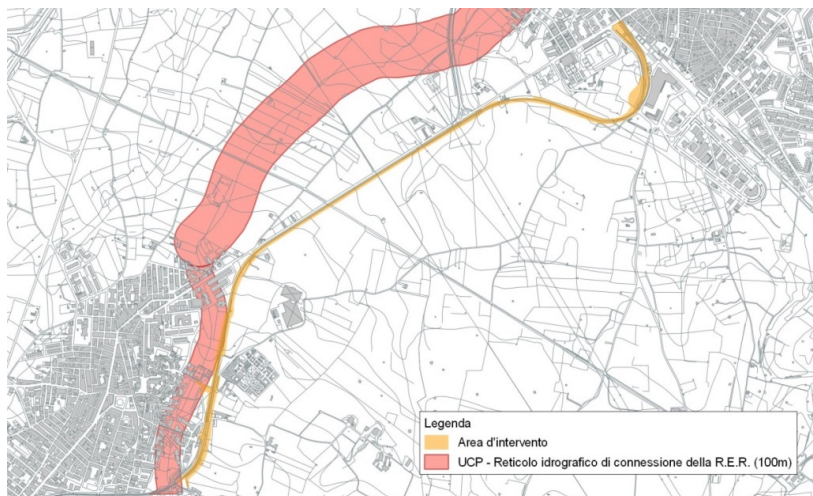 Legenda
Area d'intervento
UCP - Reticolo idrografico di connessione della R.E.R. (100m)